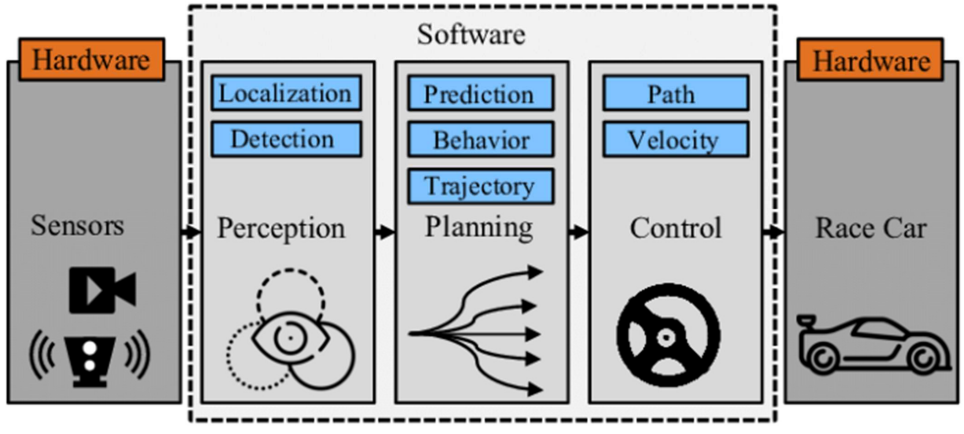 Software
Hardware
Sensors
Localization
Detection
Perception
Prediction
Behavior
Trajectory
Planning
Path
Velocity
Control
Hardware
Race Car